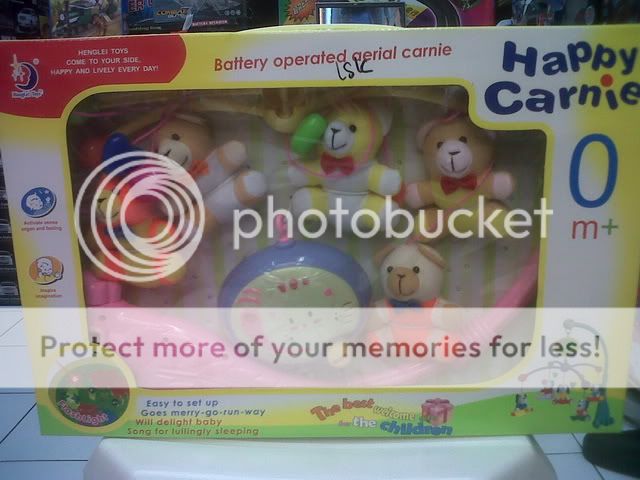 HENGLEI TOYS
COME TO YOUR SIDE,
HAPPY AND LIVELY EVERY DAY!
Battery operated aerial carnie
Happy
Carnie
0
m+
photobucket
Protect more of your memories for less!
Flashlight
Easy to set up
Goes merry-go-run-way
Will delight baby
Song for lullingly sleeping
The best welcome
for the children